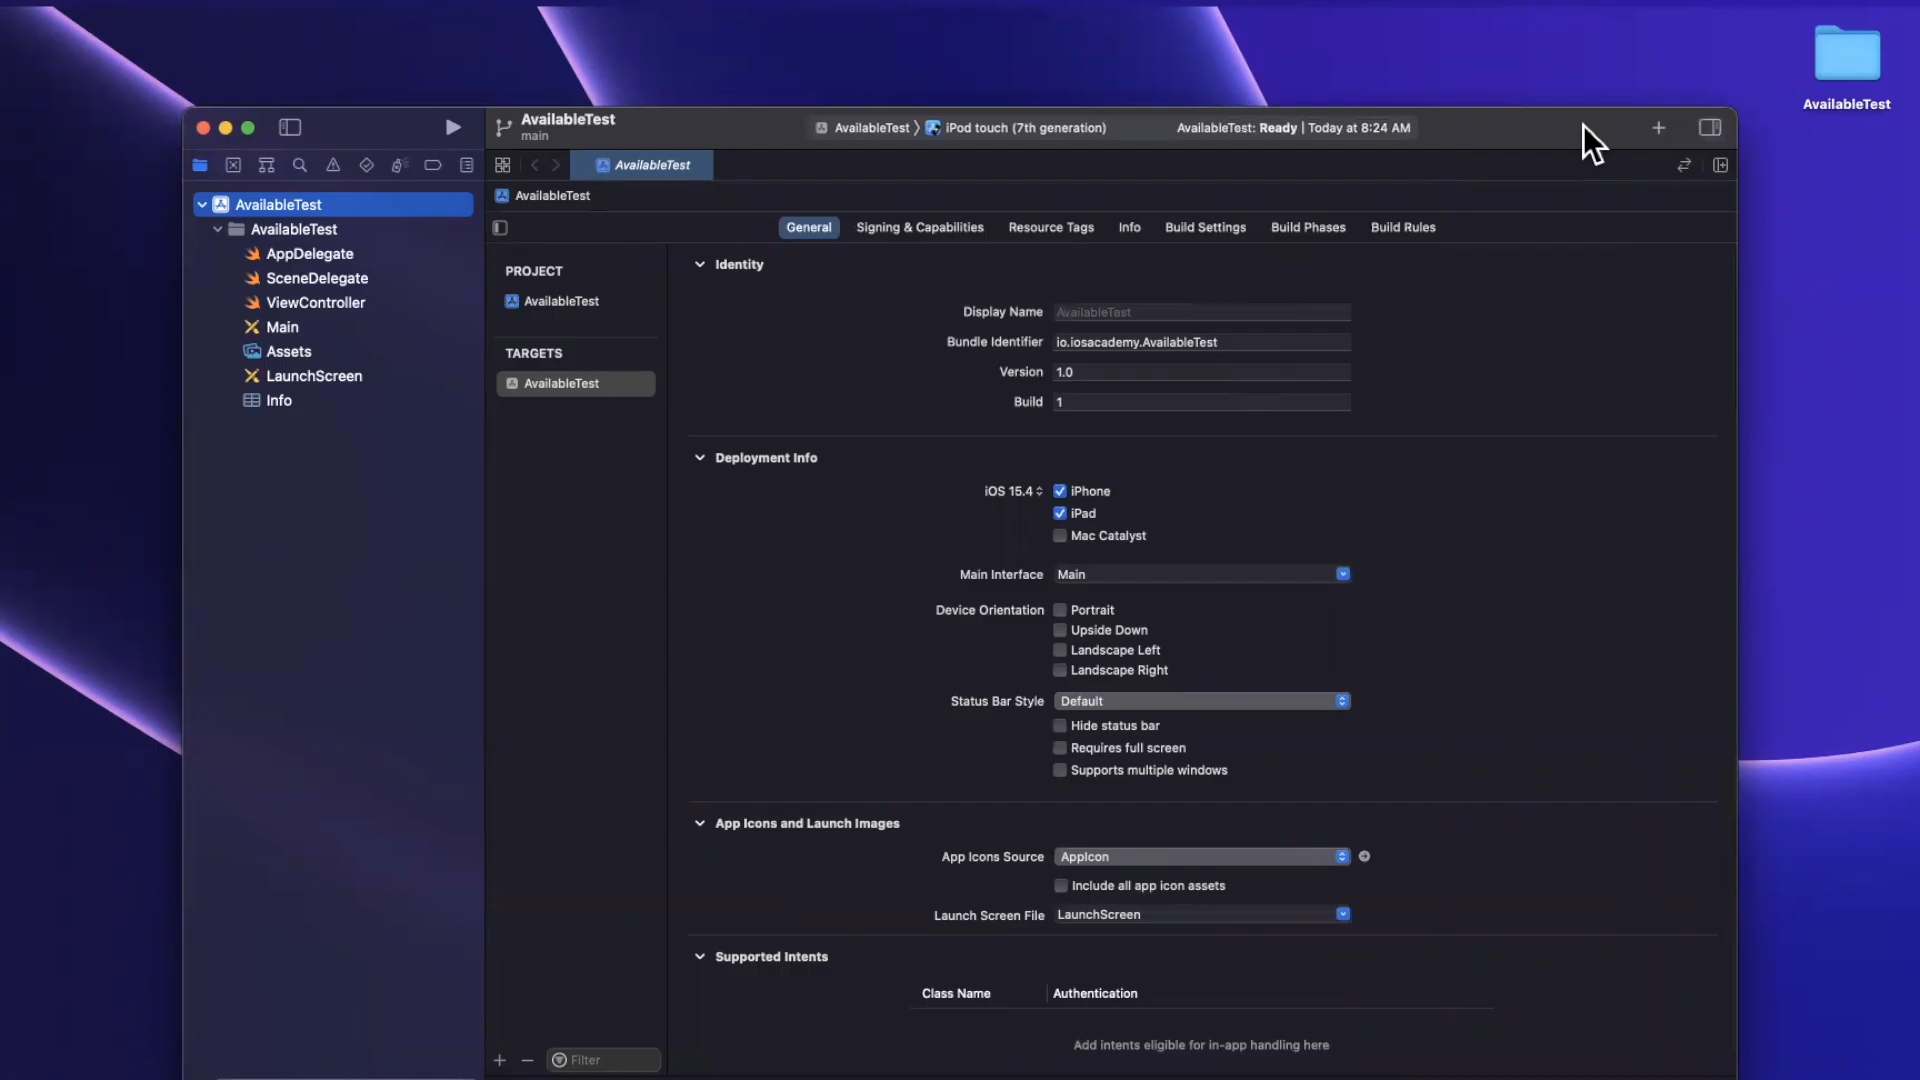 AvailableTest
AvailableTest
main
AvailableTest 〉 iPod touch (7th generation)
AvailableTest: Ready | Today at 8:24 AM
AvailableTest
AvailableTest
AvailableTest
AvailableTest
AppDelegate
SceneDelegate
ViewController
Main
Assets
LaunchScreen
Info
General
Signing & Capabilities
Resource Tags
Info
Build Settings
Build Phases
Build Rules
PROJECT
AvailableTest
TARGETS
AvailableTest
Filter
Identity
Display Name AvailableTest
Bundle Identifier io.iosacademy.AvailableTest
Version 1.0
Build 1
Deployment Info
iOS 15.4 iPhone
iPad
Mac Catalyst
Main Interface Main
Device Orientation Portrait
Upside Down
Landscape Left
Landscape Right
Status Bar Style Default
Hide status bar
Requires full screen
Supports multiple windows
App Icons and Launch Images
App Icons Source AppIcon
Include all app icon assets
Launch Screen File LaunchScreen
Supported Intents
Class Name Authentication
Add intents eligible for in-app handling here